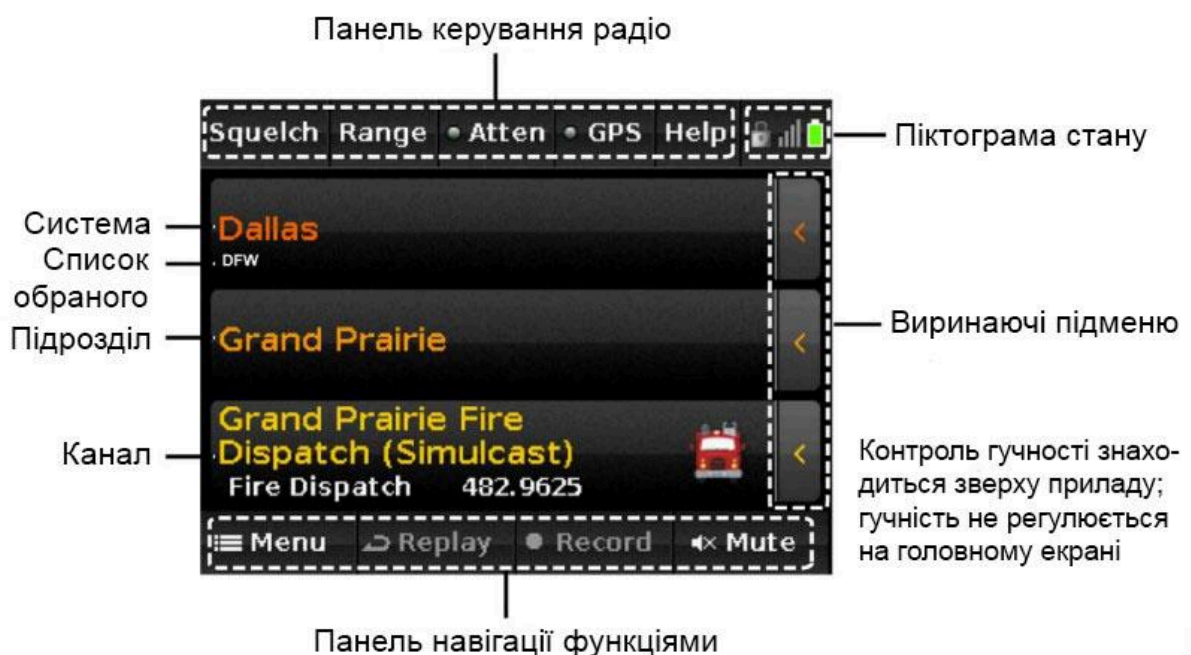 Панель керування радіо
Squelch Range Atten GPS Help
Піктограма стану
Система
Dallas
Список
обраного
DFW
Підрозділ
Grand Prairie
Виринаючі підменю
Канал
Grand Prairie Fire
Dispatch (Simulcast)
Fire Dispatch 482.9625
Контроль гучності знахо-
диться зверху приладу;
гучність не регулюється
на головному екрані
Menu Replay Record Mute
Панель навігації функціями